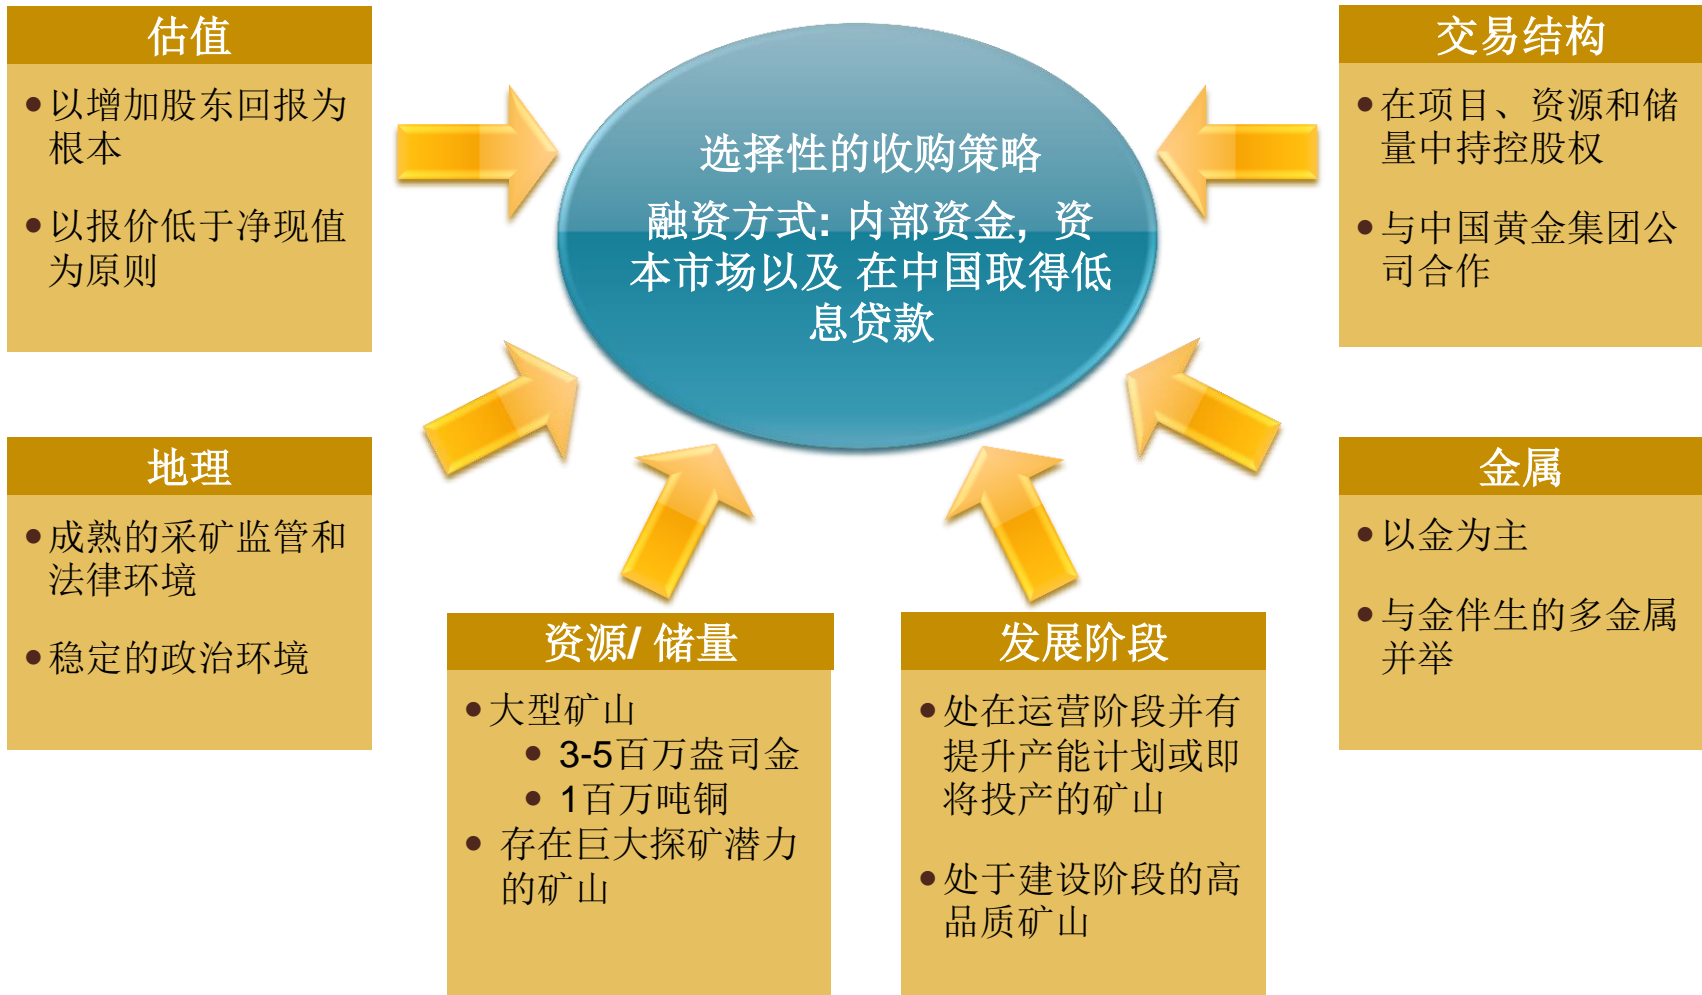 估值
•以增加股东回报为
根本
•以报价低于净现值
为原则
选择性的收购策略
融资方式: 内部资金, 资
本市场以及 在中国取得低
息贷款
交易结构
•在项目、资源和储
量中持控股权
•与中国黄金集团公
司合作
地理
•成熟的采矿监管和
法律环境
•稳定的政治环境
资源/ 储量
•大型矿山
• 3-5百万盎司金
• 1百万吨铜
• 存在巨大探矿潜力
的矿山
发展阶段
•处在运营阶段并有
提升产能计划或即
将投产的矿山
•处于建设阶段的高
品质矿山
金属
•以金为主
•与金伴生的多金属
并举